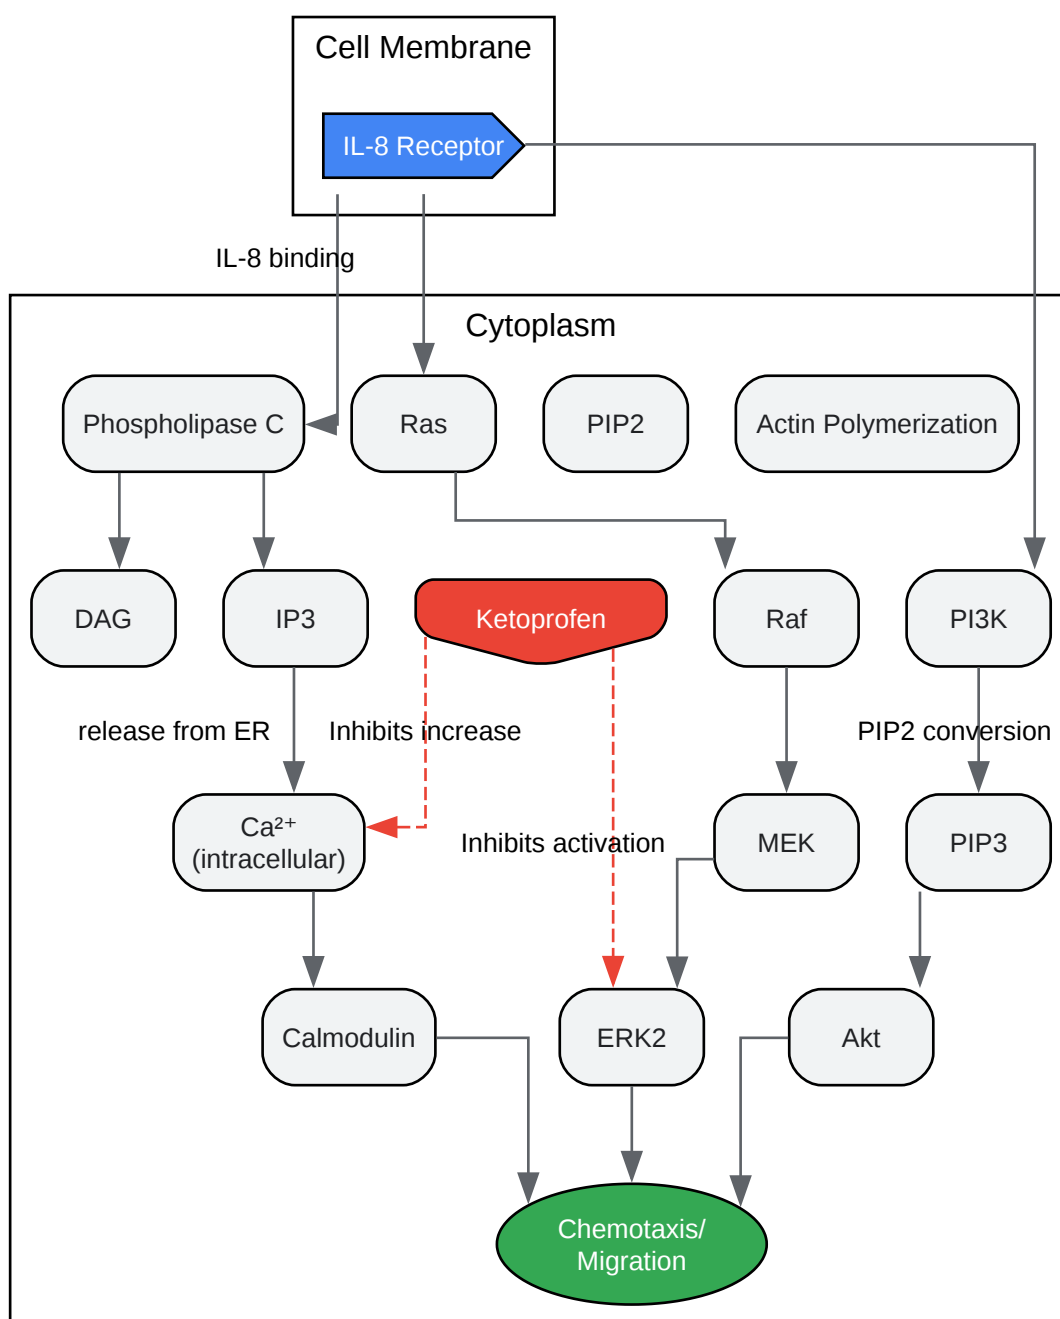 Cell Membrane
IL-8 Receptor
IL-8 binding
Cytoplasm
Phospholipase C
Ras
PIP2
Actin Polymerization
DAG
IP3
Ketoprofen
Raf
PI3K
release from ER
Inhibits increase
PIP2 conversion
Ca²⁺
(intracellular)
Inhibits activation
MEK
PIP3
Calmodulin
ERK2
Akt
Chemotaxis/
Migration